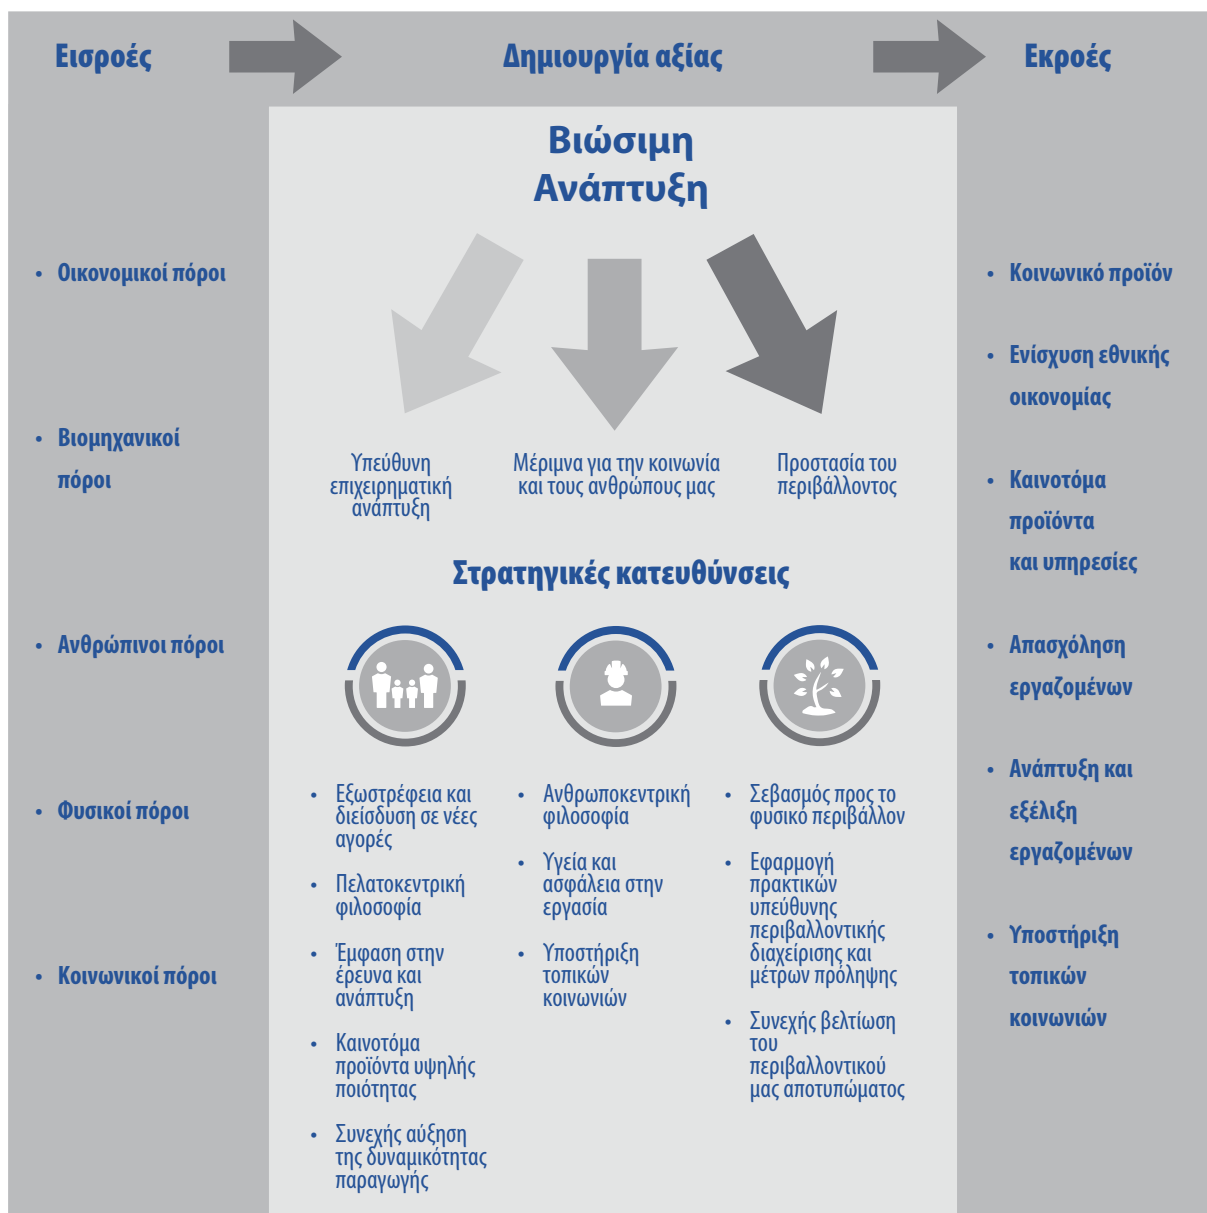 Εισροές
Δημιουργία αξίας
Εκροές
• Οικονομικοί πόροι
• Βιομηχανικοί
πόροι
• Ανθρώπινοι πόροι
• Φυσικοί πόροι
• Κοινωνικοί πόροι
Βιώσιμη
Ανάπτυξη
Υπεύθυνη
επιχειρηματική
ανάπτυξη
Μέριμνα για την κοινωνία
και τους ανθρώπους μας
Προστασία του
περιβάλλοντος
Στρατηγικές κατευθύνσεις
• Εξωστρέφεια και
διείσδυση σε νέες
αγορές
• Πελατοκεντρική
φιλοσοφία
• Έμφαση στην
έρευνα και
ανάπτυξη
• Καινοτόμα
προϊόντα υψηλής
ποιότητας
• Συνεχής αύξηση
της δυναμικότητας
παραγωγής
• Ανθρωποκεντρική
φιλοσοφία
• Υγεία και
ασφάλεια στην
εργασία
• Υποστήριξη
τοπικών
κοινωνιών
• Σεβασμός προς το
φυσικό περιβάλλον
• Εφαρμογή
πρακτικών
υπεύθυνης
περιβαλλοντικής
διαχείρισης και
μέτρων πρόληψης
• Συνεχής βελτίωση
του
περιβαλλοντικού
μας αποτυπώματος
• Κοινωνικό προϊόν
• Ενίσχυση εθνικής
οικονομίας
• Καινοτόμα
προϊόντα
και υπηρεσίες
• Απασχόληση
εργαζομένων
• Ανάπτυξη και
εξέλιξη
εργαζομένων
• Υποστήριξη
τοπικών
κοινωνιών